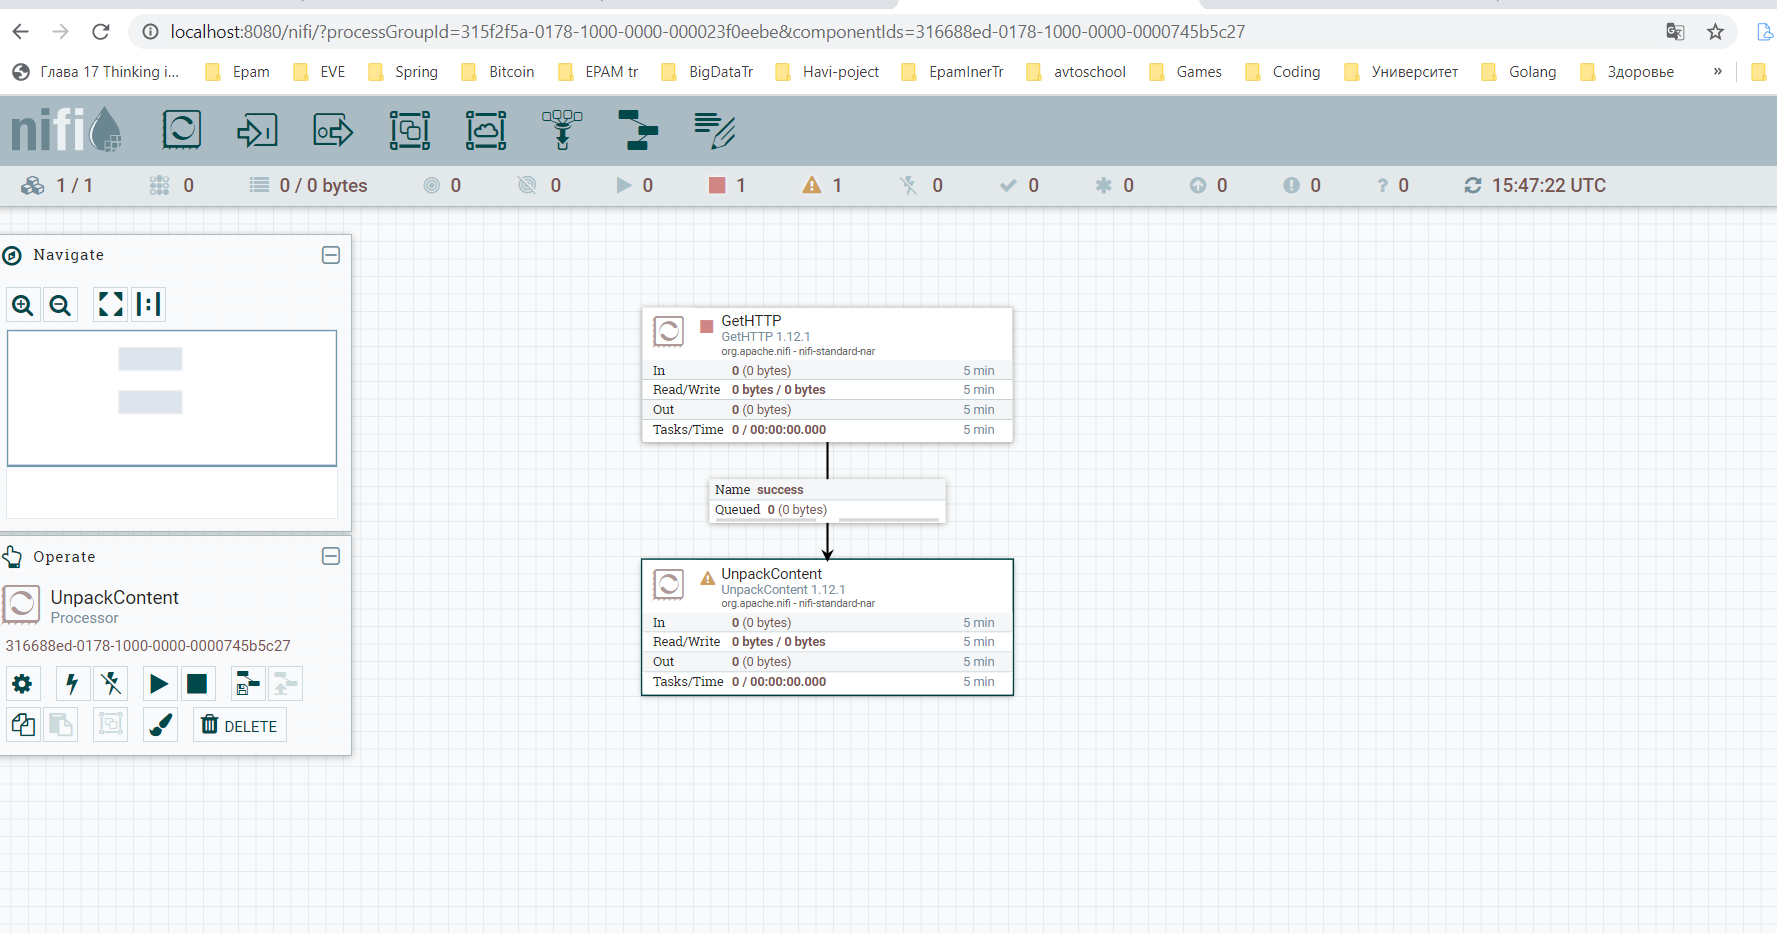 localhost:8080/nifi/?processGroupId=315f2f5a-0178-1000-0000-000023f0eebe&componentIds=316688ed-0178-1000-0000-0000745b5c27
Глава 17 Thinking i... Epam EVE Spring Bitcoin EPAM tr BigDataTr Havi-poject EpamInerTr avtoschool Games Coding Университет Golang Здоровье »
nifi
1 / 1 0 0 / 0 bytes 0 0 0 1 1 0 0 0 0 0 ? 0 15:47:22 UTC
Navigate
GetHTTP
GetHTTP 1.12.1
org.apache.nifi - nifi-standard-nar
In 0 (0 bytes) 5 min
Read/Write 0 bytes / 0 bytes 5 min
Out 0 (0 bytes) 5 min
Tasks/Time 0 / 00:00:00.000 5 min
Name success
Queued 0 (0 bytes)
Operate
UnpackContent
Processor
316688ed-0178-1000-0000-0000745b5c27
DELETE
UnpackContent
UnpackContent 1.12.1
org.apache.nifi - nifi-standard-nar
In 0 (0 bytes) 5 min
Read/Write 0 bytes / 0 bytes 5 min
Out 0 (0 bytes) 5 min
Tasks/Time 0 / 00:00:00.000 5 min